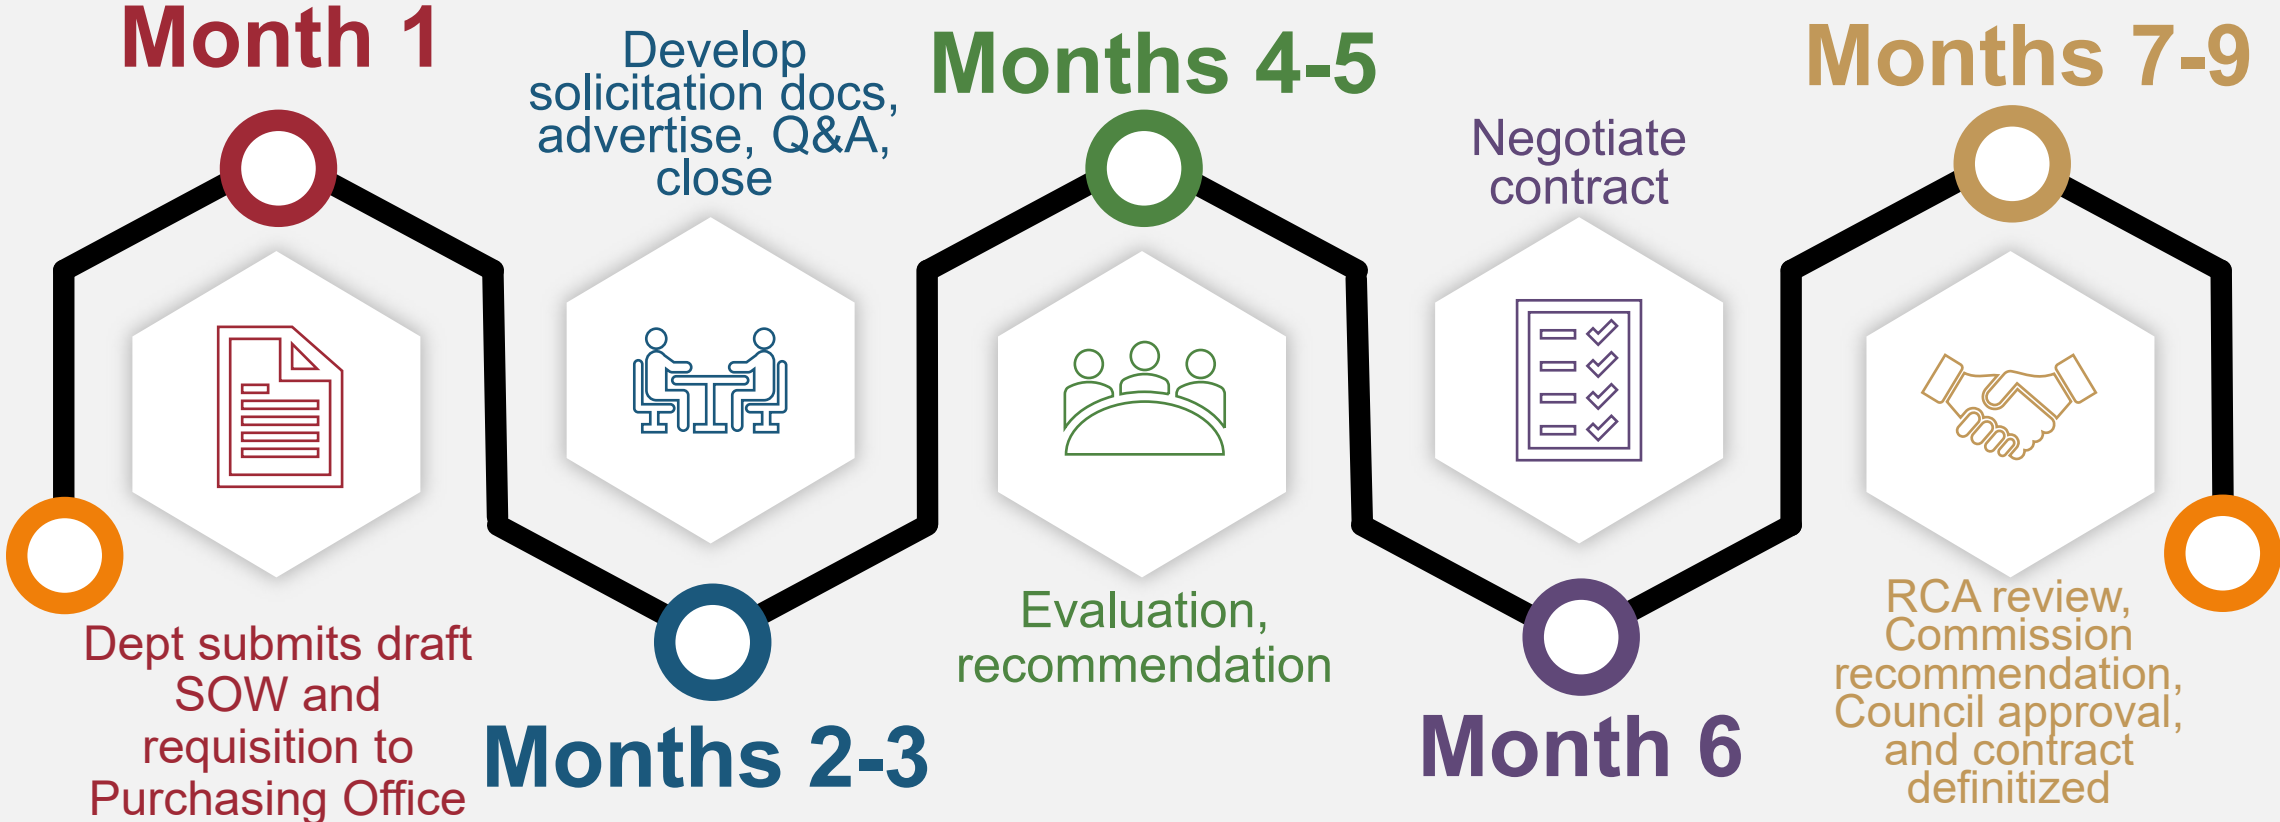 Month 1
Dept submits draft
SOW and
requisition to
Purchasing Office
Develop
solicitation docs,
advertise, Q&A,
close
Months 2-3
Months 4-5
Evaluation,
recommendation
Negotiate
contract
Month 6
Months 7-9
RCA review,
Commission
recommendation,
Council approval,
and contract
definitized